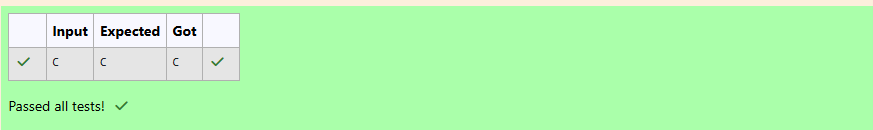 Input Expected Got
C C C
Passed all tests!